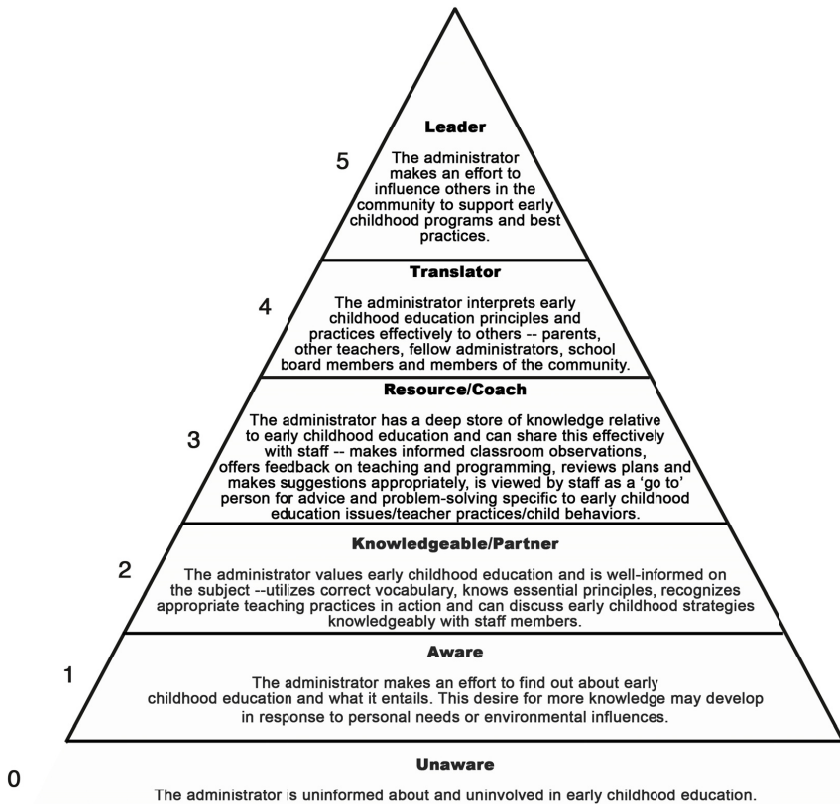 Leader
5
The administrator
makes an effort to
influence others in the
community to support early
childhood programs and best
practices.
Translator
4
The administrator interprets early
childhood education principles and
practices effectively to others -- parents,
other teachers, fellow administrators, school
board members and members of the community.
Resource/Coach
3
The administrator has a deep store of knowledge relative
to early childhood education and can share this effectively
with staff -- makes informed classroom observations,
offers feedback on teaching and programming, reviews plans and
makes suggestions appropriately, is viewed by staff as a ‘go to’
person for advice and problem-solving specific to early childhood
education issues/teacher practices/child behaviors.
Knowledgeable/Partner
2
The administrator values early childhood education and is well-informed on
the subject --utilizes correct vocabulary, knows essential principles, recognizes
appropriate teaching practices in action and can discuss early childhood strategies
knowledgeably with staff members.
Aware
1
The administrator makes an effort to find out about early
childhood education and what it entails. This desire for more knowledge may develop
in response to personal needs or environmental influences.
Unaware
0
The administrator is uninformed about and uninvolved in early childhood education.